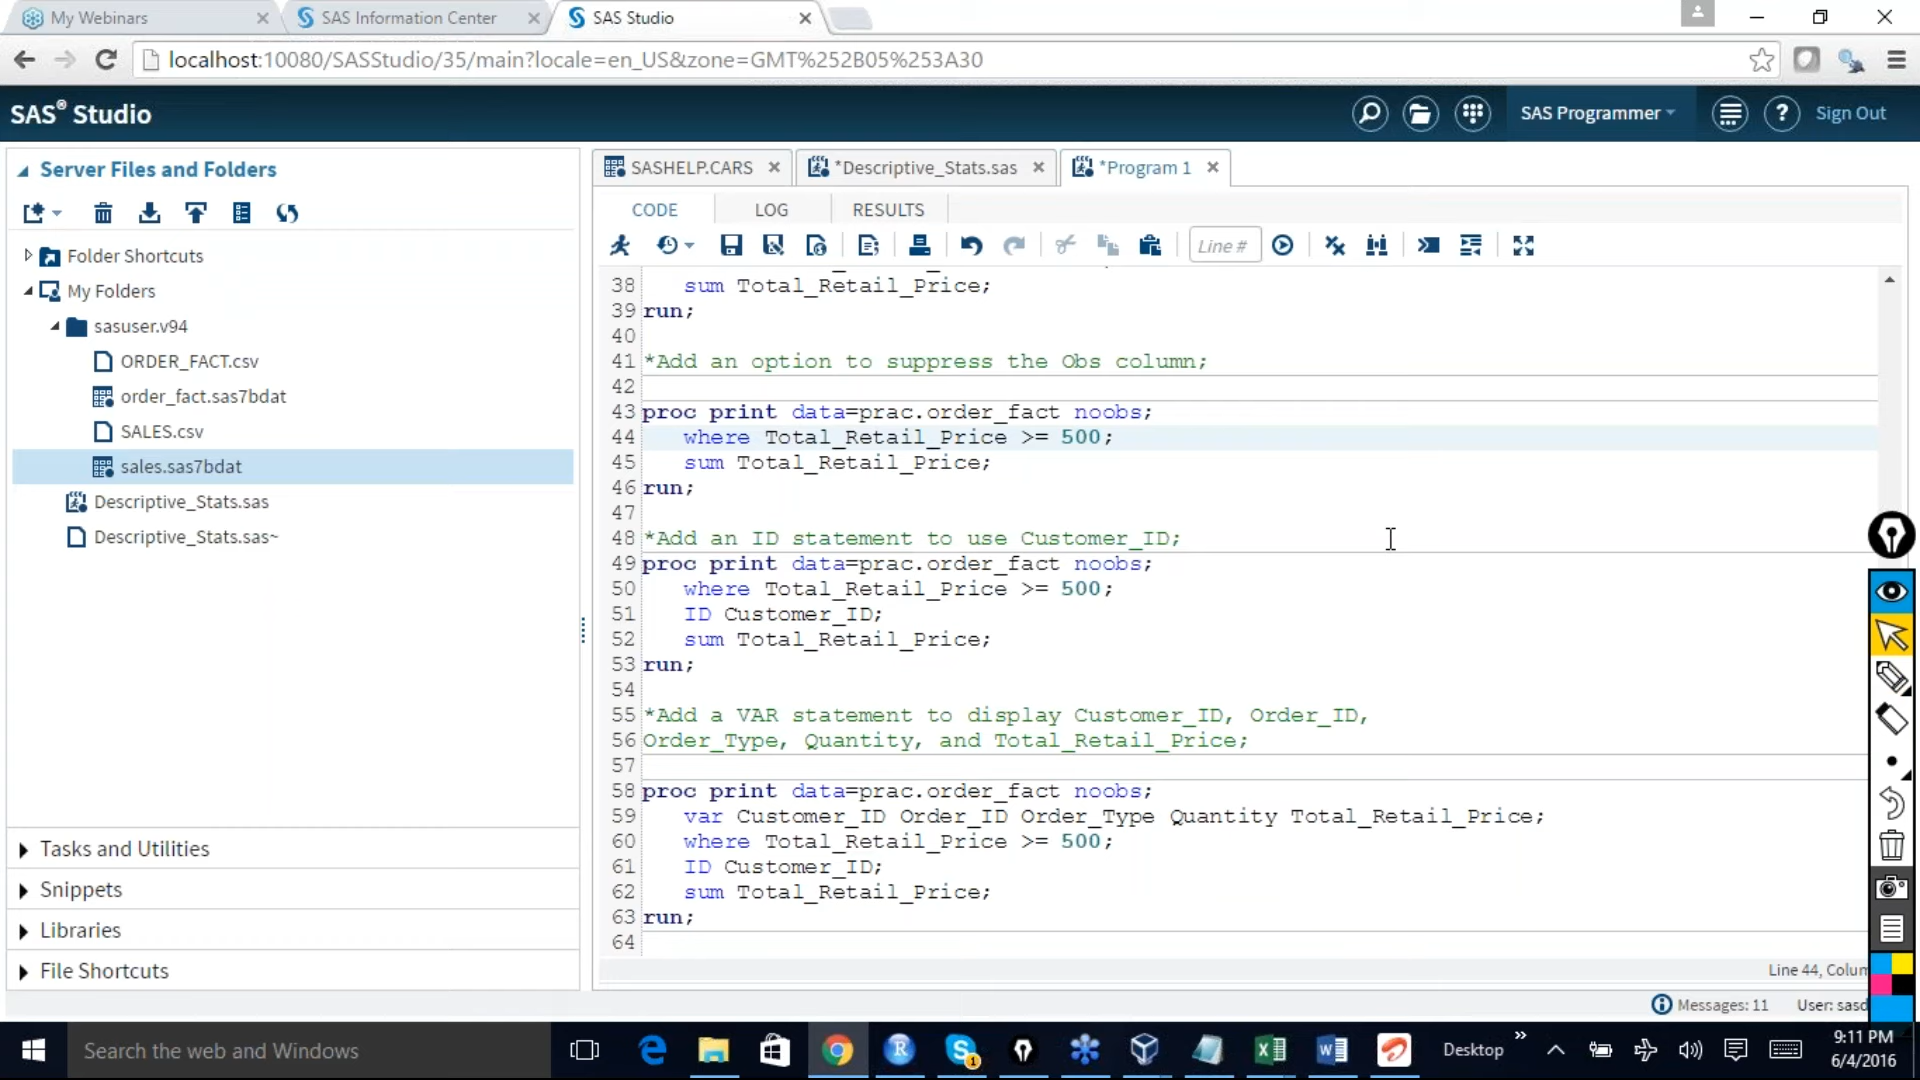 My Webinars
SAS Information Center
SAS Studio
localhost:10080/SASStudio/35/main?locale=en_US&zone=GMT%252B05%253A30
SAS® Studio
SAS Programmer
Sign Out
Server Files and Folders
Folder Shortcuts
My Folders
sasuser.v94
ORDER_FACT.csv
order_fact.sas7bdat
SALES.csv
sales.sas7bdat
Descriptive_Stats.sas
Descriptive_Stats.sas~
Tasks and Utilities
Snippets
Libraries
File Shortcuts
SASHELP.CARS
*Descriptive_Stats.sas
*Program 1
CODE
LOG
RESULTS
Line #
38 sum Total_Retail_Price;
39 run;
40
41 *Add an option to suppress the Obs column;
42
43 proc print data=prac.order_fact noobs;
44 where Total_Retail_Price >= 500;
45 sum Total_Retail_Price;
46 run;
47
48 *Add an ID statement to use Customer_ID;
49 proc print data=prac.order_fact noobs;
50 where Total_Retail_Price >= 500;
51 ID Customer_ID;
52 sum Total_Retail_Price;
53 run;
54
55 *Add a VAR statement to display Customer_ID, Order_ID,
56 Order_Type, Quantity, and Total_Retail_Price;
57
58 proc print data=prac.order_fact noobs;
59 var Customer_ID Order_ID Order_Type Quantity Total_Retail_Price;
60 where Total_Retail_Price >= 500;
61 ID Customer_ID;
62 sum Total_Retail_Price;
63 run;
64
Line 44, Colum
Messages: 11
User: sasd
Search the web and Windows
Desktop
9:11 PM
6/4/2016